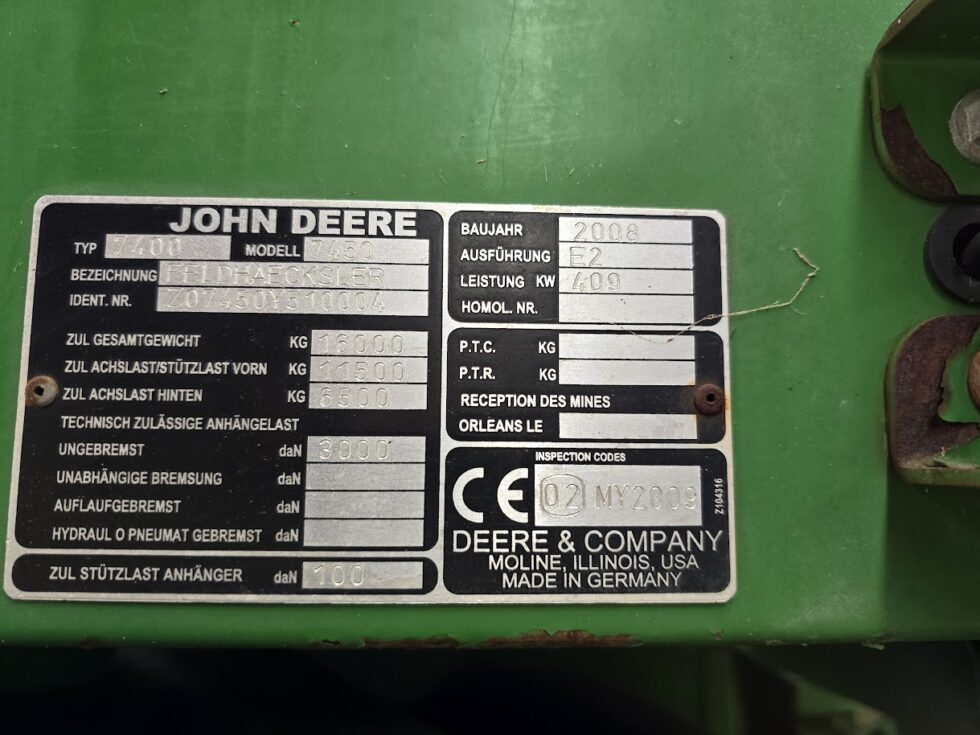 JOHN DEERE
TYP 7400 MODELL 7450
BEZEICHNUNG FELDHAECKSLER
IDENT. NR. Z07450Y510004
ZUL GESAMTGEWICHT KG 16000
ZUL ACHSLAST/STÜTZLAST VORN KG 11500
ZUL ACHSLAST HINTEN KG 6500
TECHNISCH ZULÄSSIGE ANHÄNGELAST
UNGEBREMST daN 3000
UNABHÄNGIGE BREMSUNG daN
AUFLAUFGEBREMST daN
HYDRAUL O PNEUMAT GEBREMST daN
ZUL STÜTZLAST ANHÄNGER daN 100
BAUJAHR 2008
AUSFÜHRUNG E2
LEISTUNG KW 409
HOMOL. NR.
P.T.C. KG
P.T.R. KG
RECEPTION DES MINES
ORLEANS LE
INSPECTION CODES
CE 02 MY2009
Z104316
DEERE & COMPANY
MOLINE, ILLINOIS, USA
MADE IN GERMANY